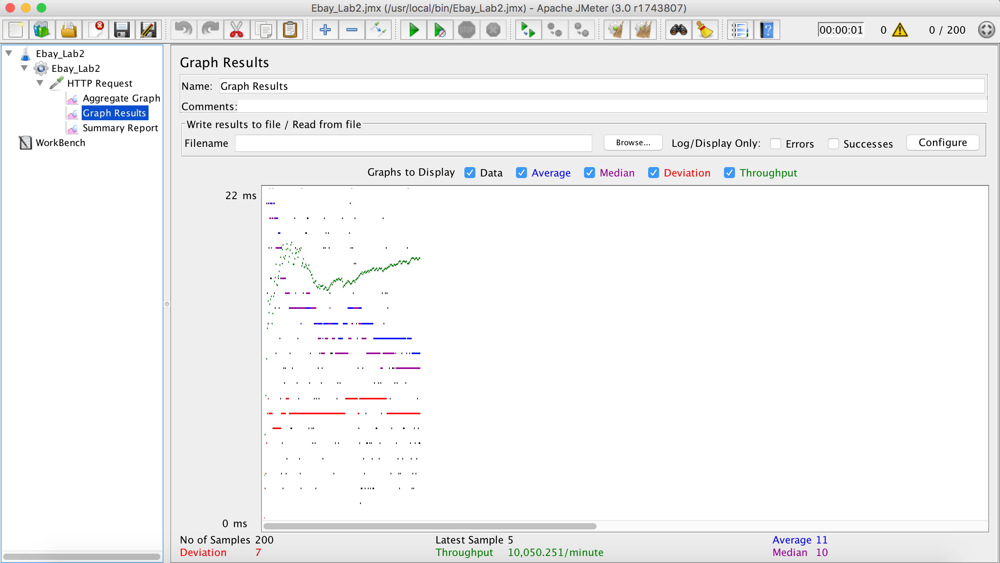 Ebay_Lab2.jmx (/usr/local/bin/Ebay_Lab2.jmx) - Apache JMeter (3.0 r1743807)
STOP
?
00:00:01 0 0 / 200
Ebay_Lab2
Ebay_Lab2
HTTP Request
Aggregate Graph
Graph Results
Summary Report
WorkBench
Graph Results
Name: Graph Results
Comments:
Write results to file / Read from file
Filename Browse... Log/Display Only: Errors Successes Configure
Graphs to Display Data Average Median Deviation Throughput
22 ms
0 ms
No of Samples 200 Latest Sample 5 Average 11
Deviation 7 Throughput 10,050.251/minute Median 10